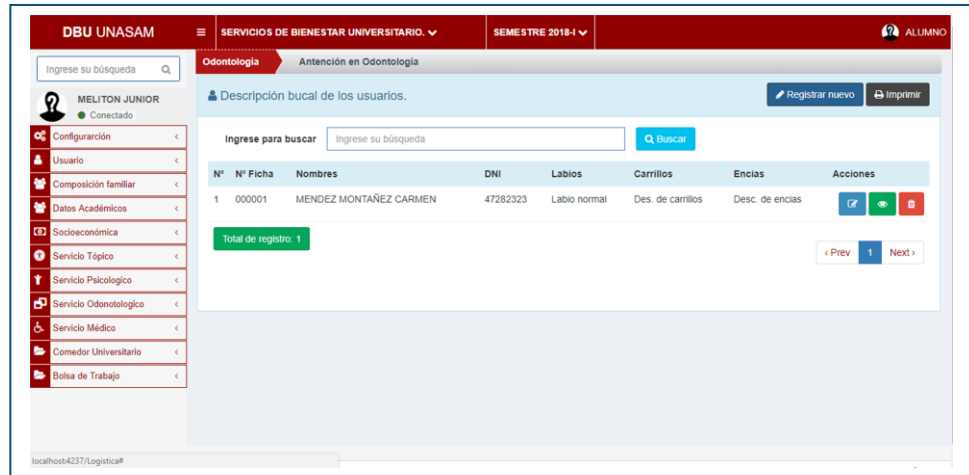 DBU UNASAM
SERVICIOS DE BIENESTAR UNIVERSITARIO.
SEMESTRE 2018-I
ALUMNO
Ingrese su búsqueda
MELITON JUNIOR
Conectado
Configurarción
Usuario
Composición familiar
Datos Académicos
Socioeconómica
Servicio Tópico
Servicio Psicologico
Servicio Odonotologico
Servicio Médico
Comedor Universitario
Bolsa de Trabajo
Odontología Antención en Odontología
Descripción bucal de los usuarios.
Registrar nuevo Imprimir
Ingrese para buscar Ingrese su búsqueda Buscar
N° N° Ficha Nombres DNI Labios Carrillos Encias Acciones
1 000001 MENDEZ MONTAÑEZ CARMEN 47282323 Labio normal Des. de carrillos Desc. de encias
Total de registro: 1
‹ Prev 1 Next ›
localhost:4237/Logistica#